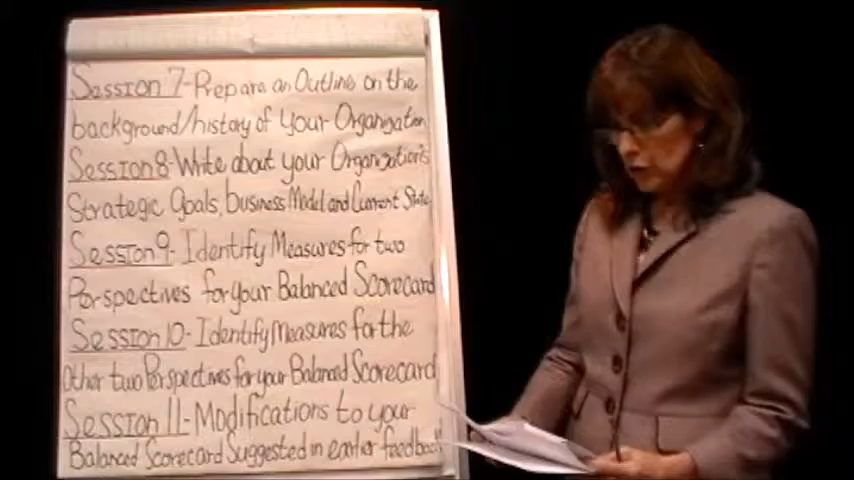 Session 7-Prepara an Outline on the
background/history of your Organization
Session 8-Write about your Organization's
Strategic Goals, business Model and Current State
Session 9- Identify Measures for two
Perspectives for your Balanced Scorecard
Session 10- Identify Measures for the
Other two Perspectives for your Balanced Scorecard
Session 11-Modifications to your
Balanced Scorecard Suggested in earlier feedback